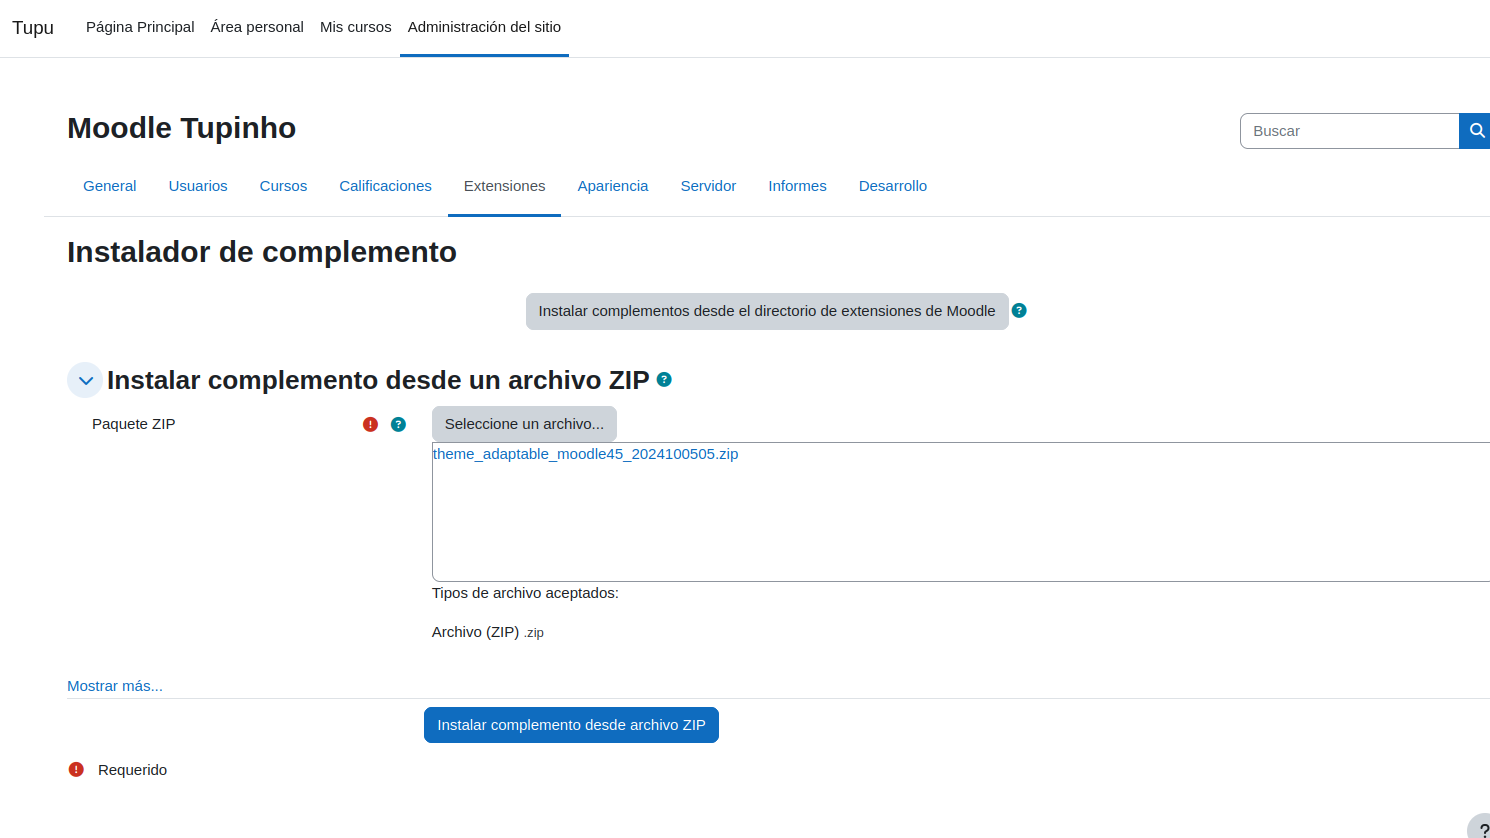 Tupu Página Principal Área personal Mis cursos Administración del sitio
Moodle Tupinho
Buscar
General Usuarios Cursos Calificaciones Extensiones Apariencia Servidor Informes Desarrollo
Instalador de complemento
Instalar complementos desde el directorio de extensiones de Moodle ?
Instalar complemento desde un archivo ZIP ?
Paquete ZIP ! ? Seleccione un archivo...
theme_adaptable_moodle45_2024100505.zip
Tipos de archivo aceptados:
Archivo (ZIP) .zip
Mostrar más...
Instalar complemento desde archivo ZIP
! Requerido
?